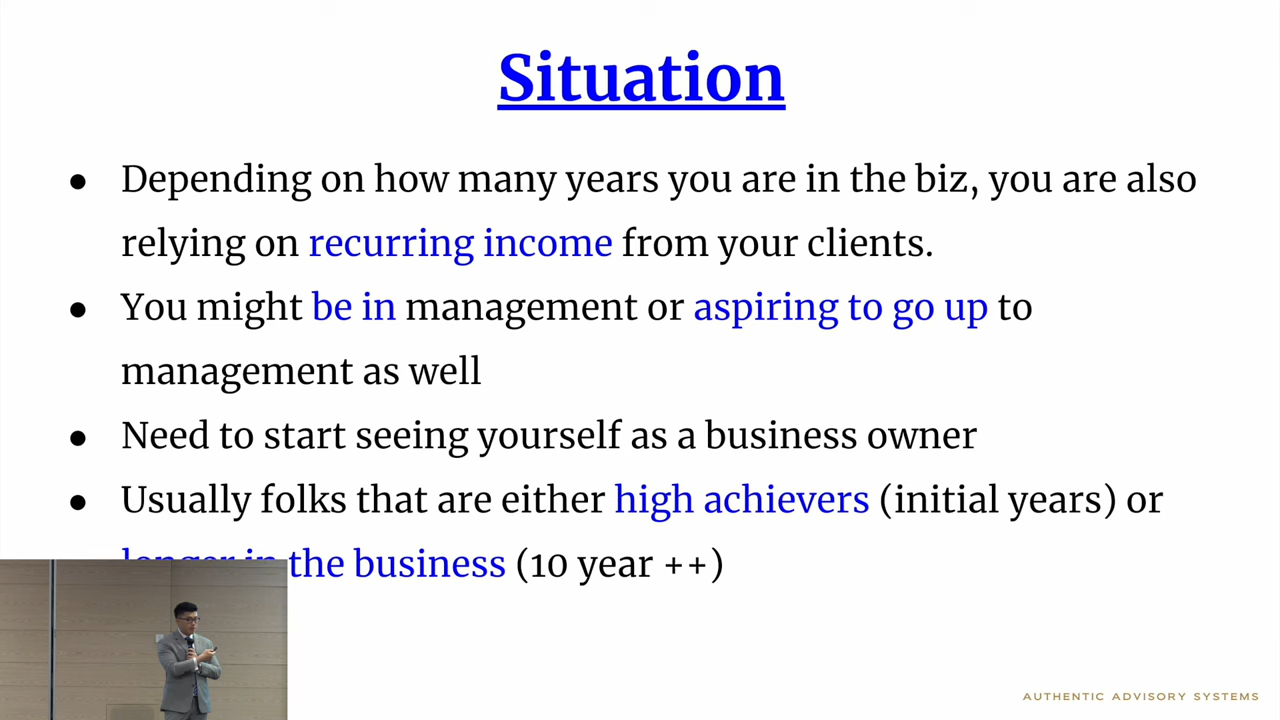 Situation
● Depending on how many years you are in the biz, you are also
relying on recurring income from your clients.
● You might be in management or aspiring to go up to
management as well
● Need to start seeing yourself as a business owner
● Usually folks that are either high achievers (initial years) or
longer in the business (10 year ++)
AUTHENTIC ADVISORY SYSTEMS